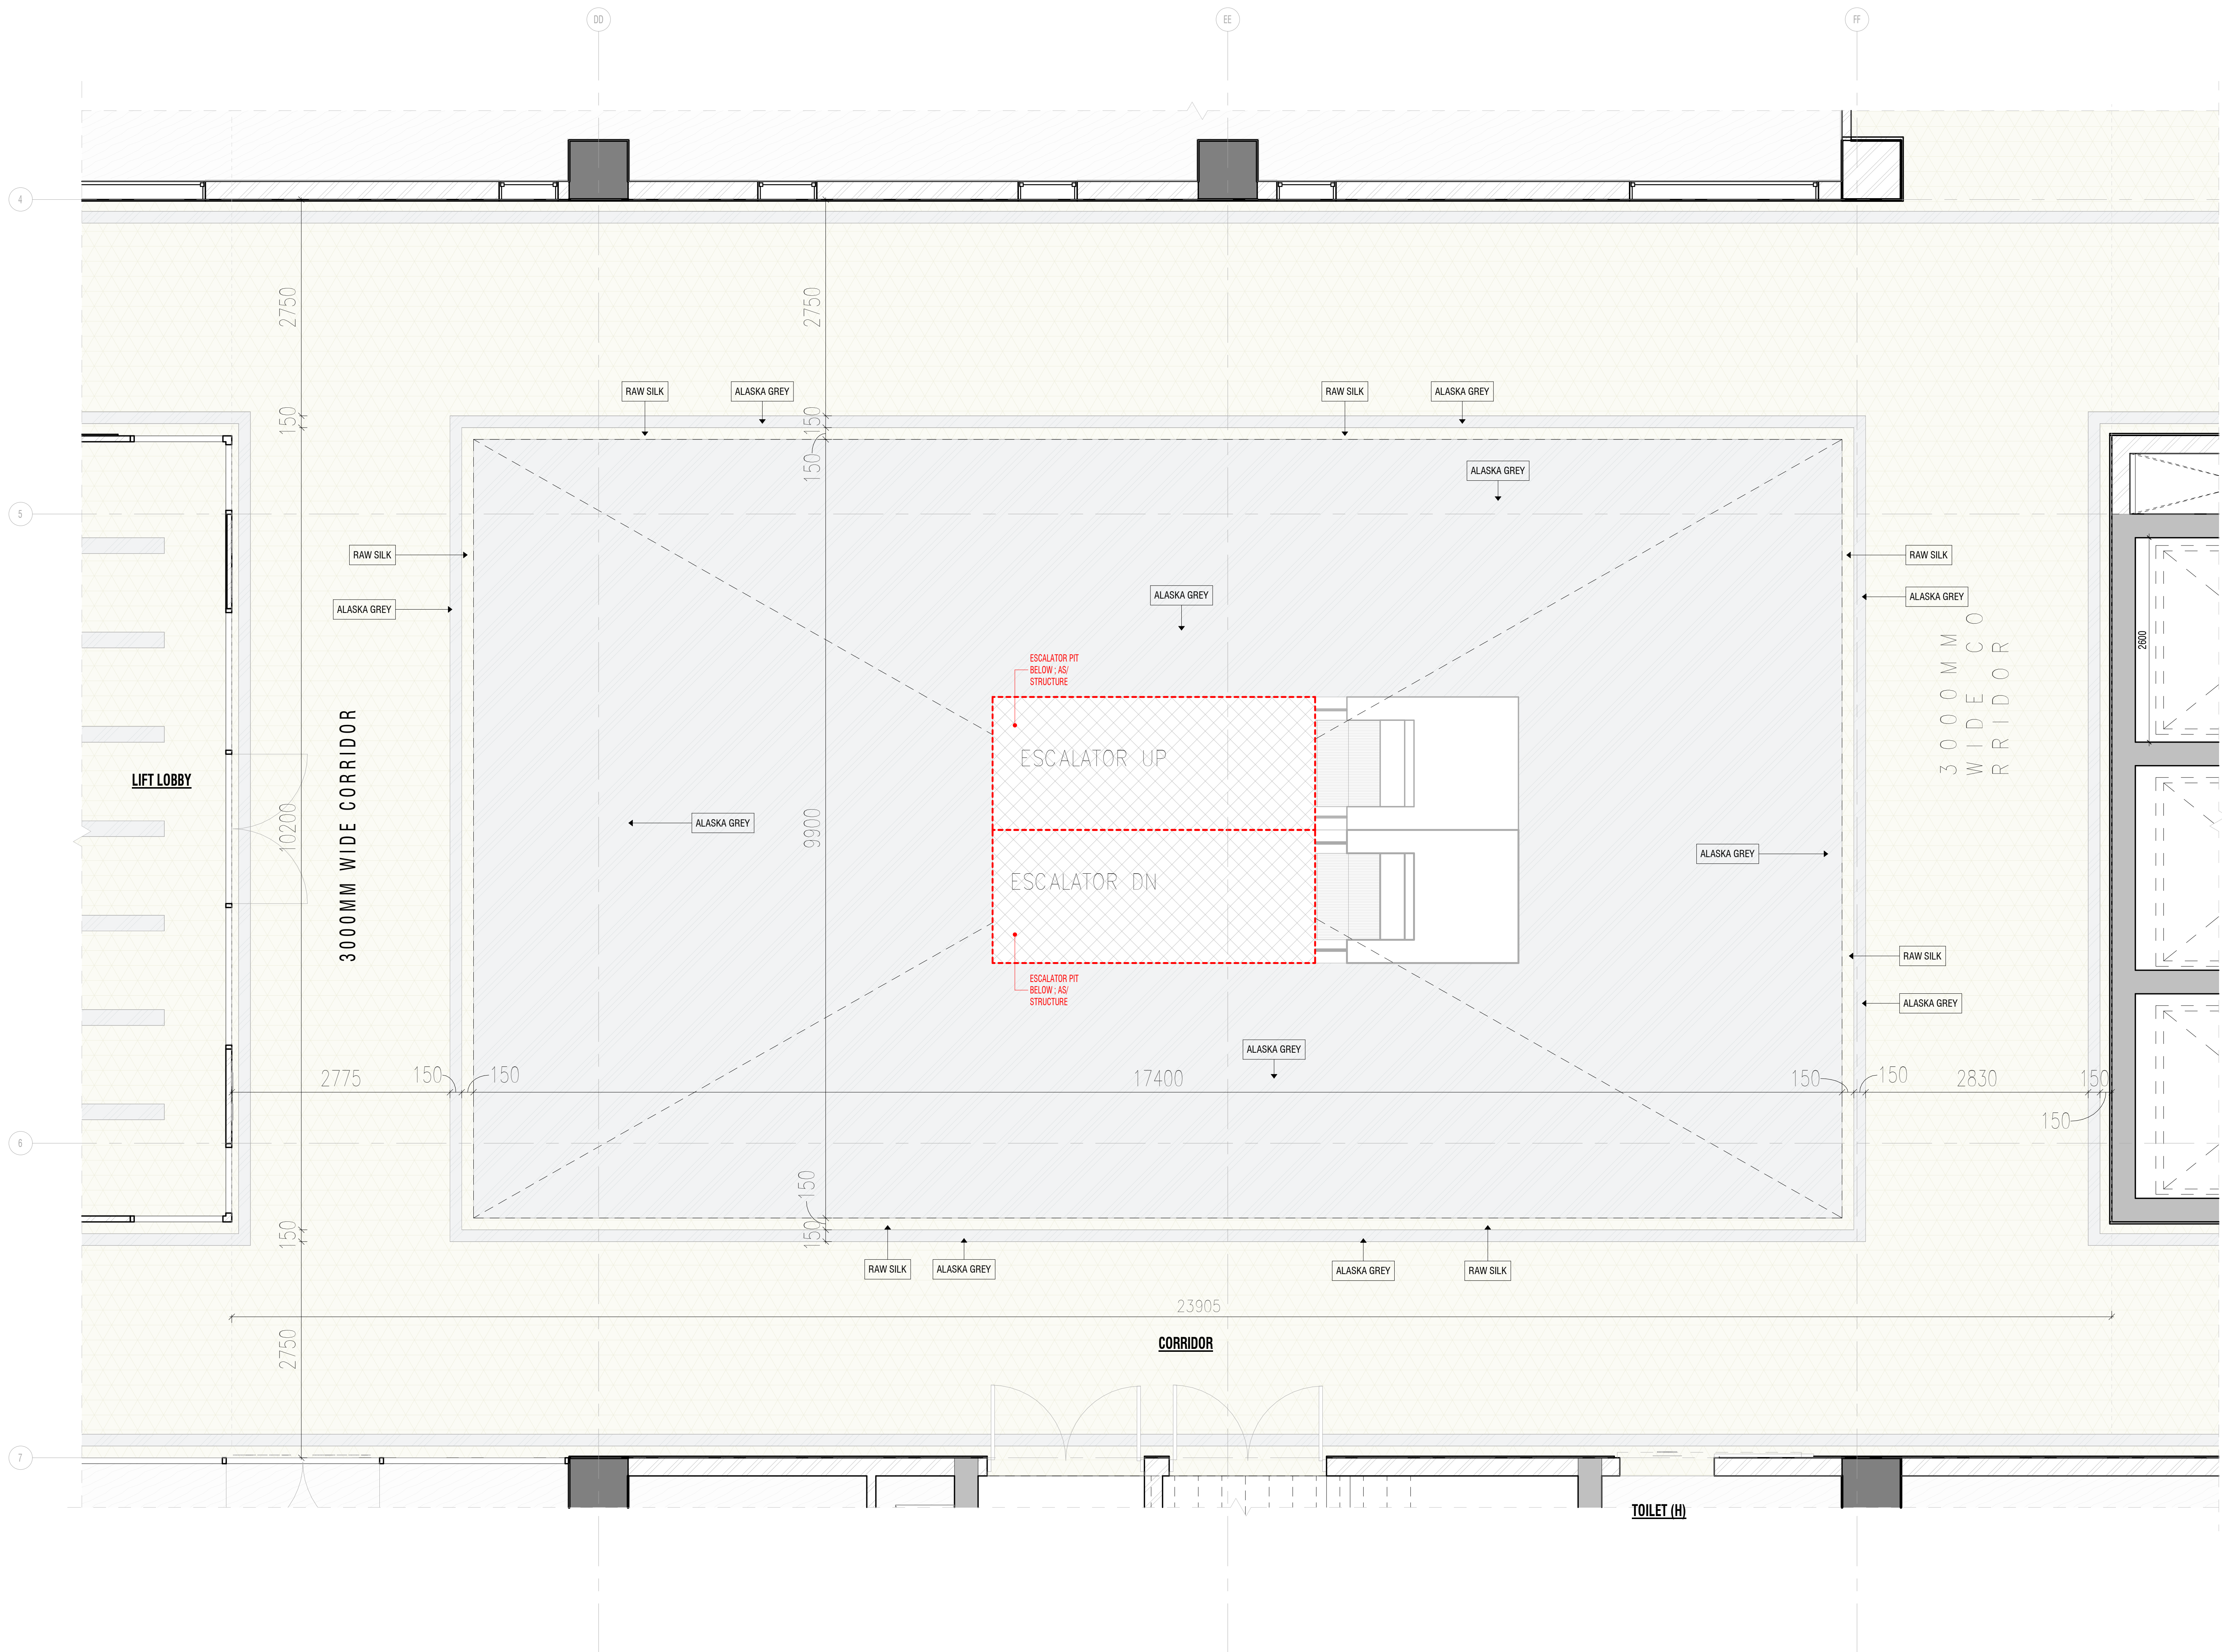 DD
EE
FF
4
2750
2750
RAW SILK
ALASKA GREY
RAW SILK
ALASKA GREY
150
150
150
ALASKA GREY
5
RAW SILK
ALASKA GREY
RAW SILK
ALASKA GREY
ALASKA GREY
2600
3000MM
WIDE CO
RRIDOR
ESCALATOR PIT
BELOW ; AS/
STRUCTURE
ESCALATOR UP
LIFT LOBBY
3000MM WIDE CORRIDOR
10200
9900
ALASKA GREY
ALASKA GREY
ESCALATOR DN
RAW SILK
ESCALATOR PIT
BELOW ; AS/
STRUCTURE
ALASKA GREY
ALASKA GREY
2775
150
150
17400
150
150
2830
150
150
6
150
150
150
RAW SILK
ALASKA GREY
ALASKA GREY
RAW SILK
23905
CORRIDOR
2750
7
TOILET (H)